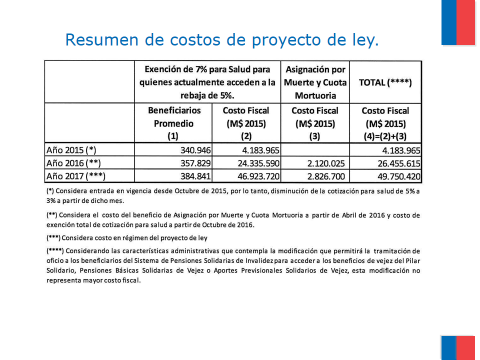 Resumen de costos de proyecto de ley.
Exención de 7% para Salud para quienes actualmente acceden a la rebaja de 5%.
Asignación por Muerte y Cuota Mortuoria
TOTAL (****)
Beneficiarios Promedio (1)
Costo Fiscal (M$ 2015) (2)
Costo Fiscal (M$ 2015) (3)
Costo Fiscal (M$ 2015) (4)=(2)+(3)
Año 2015 (*) 340.946 4.183.965 4.183.965
Año 2016 (**) 357.829 24.335.590 2.120.025 26.455.615
Año 2017 (***) 384.841 46.923.720 2.826.700 49.750.420
(*) Considera entrada en vigencia desde Octubre de 2015, por lo tanto, disminución de la cotización para salud de 5% a
3% a partir de dicho mes.
(**) Considera el costo del beneficio de Asignación por Muerte y Cuota Mortuoria a partir de Abril de 2016 y costo de
exención total de cotización para salud a partir de Octubre de 2016.
(***) Considera costo en régimen del proyecto de ley
(****) Considerando las características administrativas que contempla la modificación que permitirá la tramitación de
oficio a los beneficiarios del Sistema de Pensiones Solidarias de Invalidez para acceder a los beneficios de vejez del Pilar
Solidario, Pensiones Básicas Solidarias de Vejez o Aportes Previsionales Solidarios de Vejez, esta modificación no
representa mayor costo fiscal.